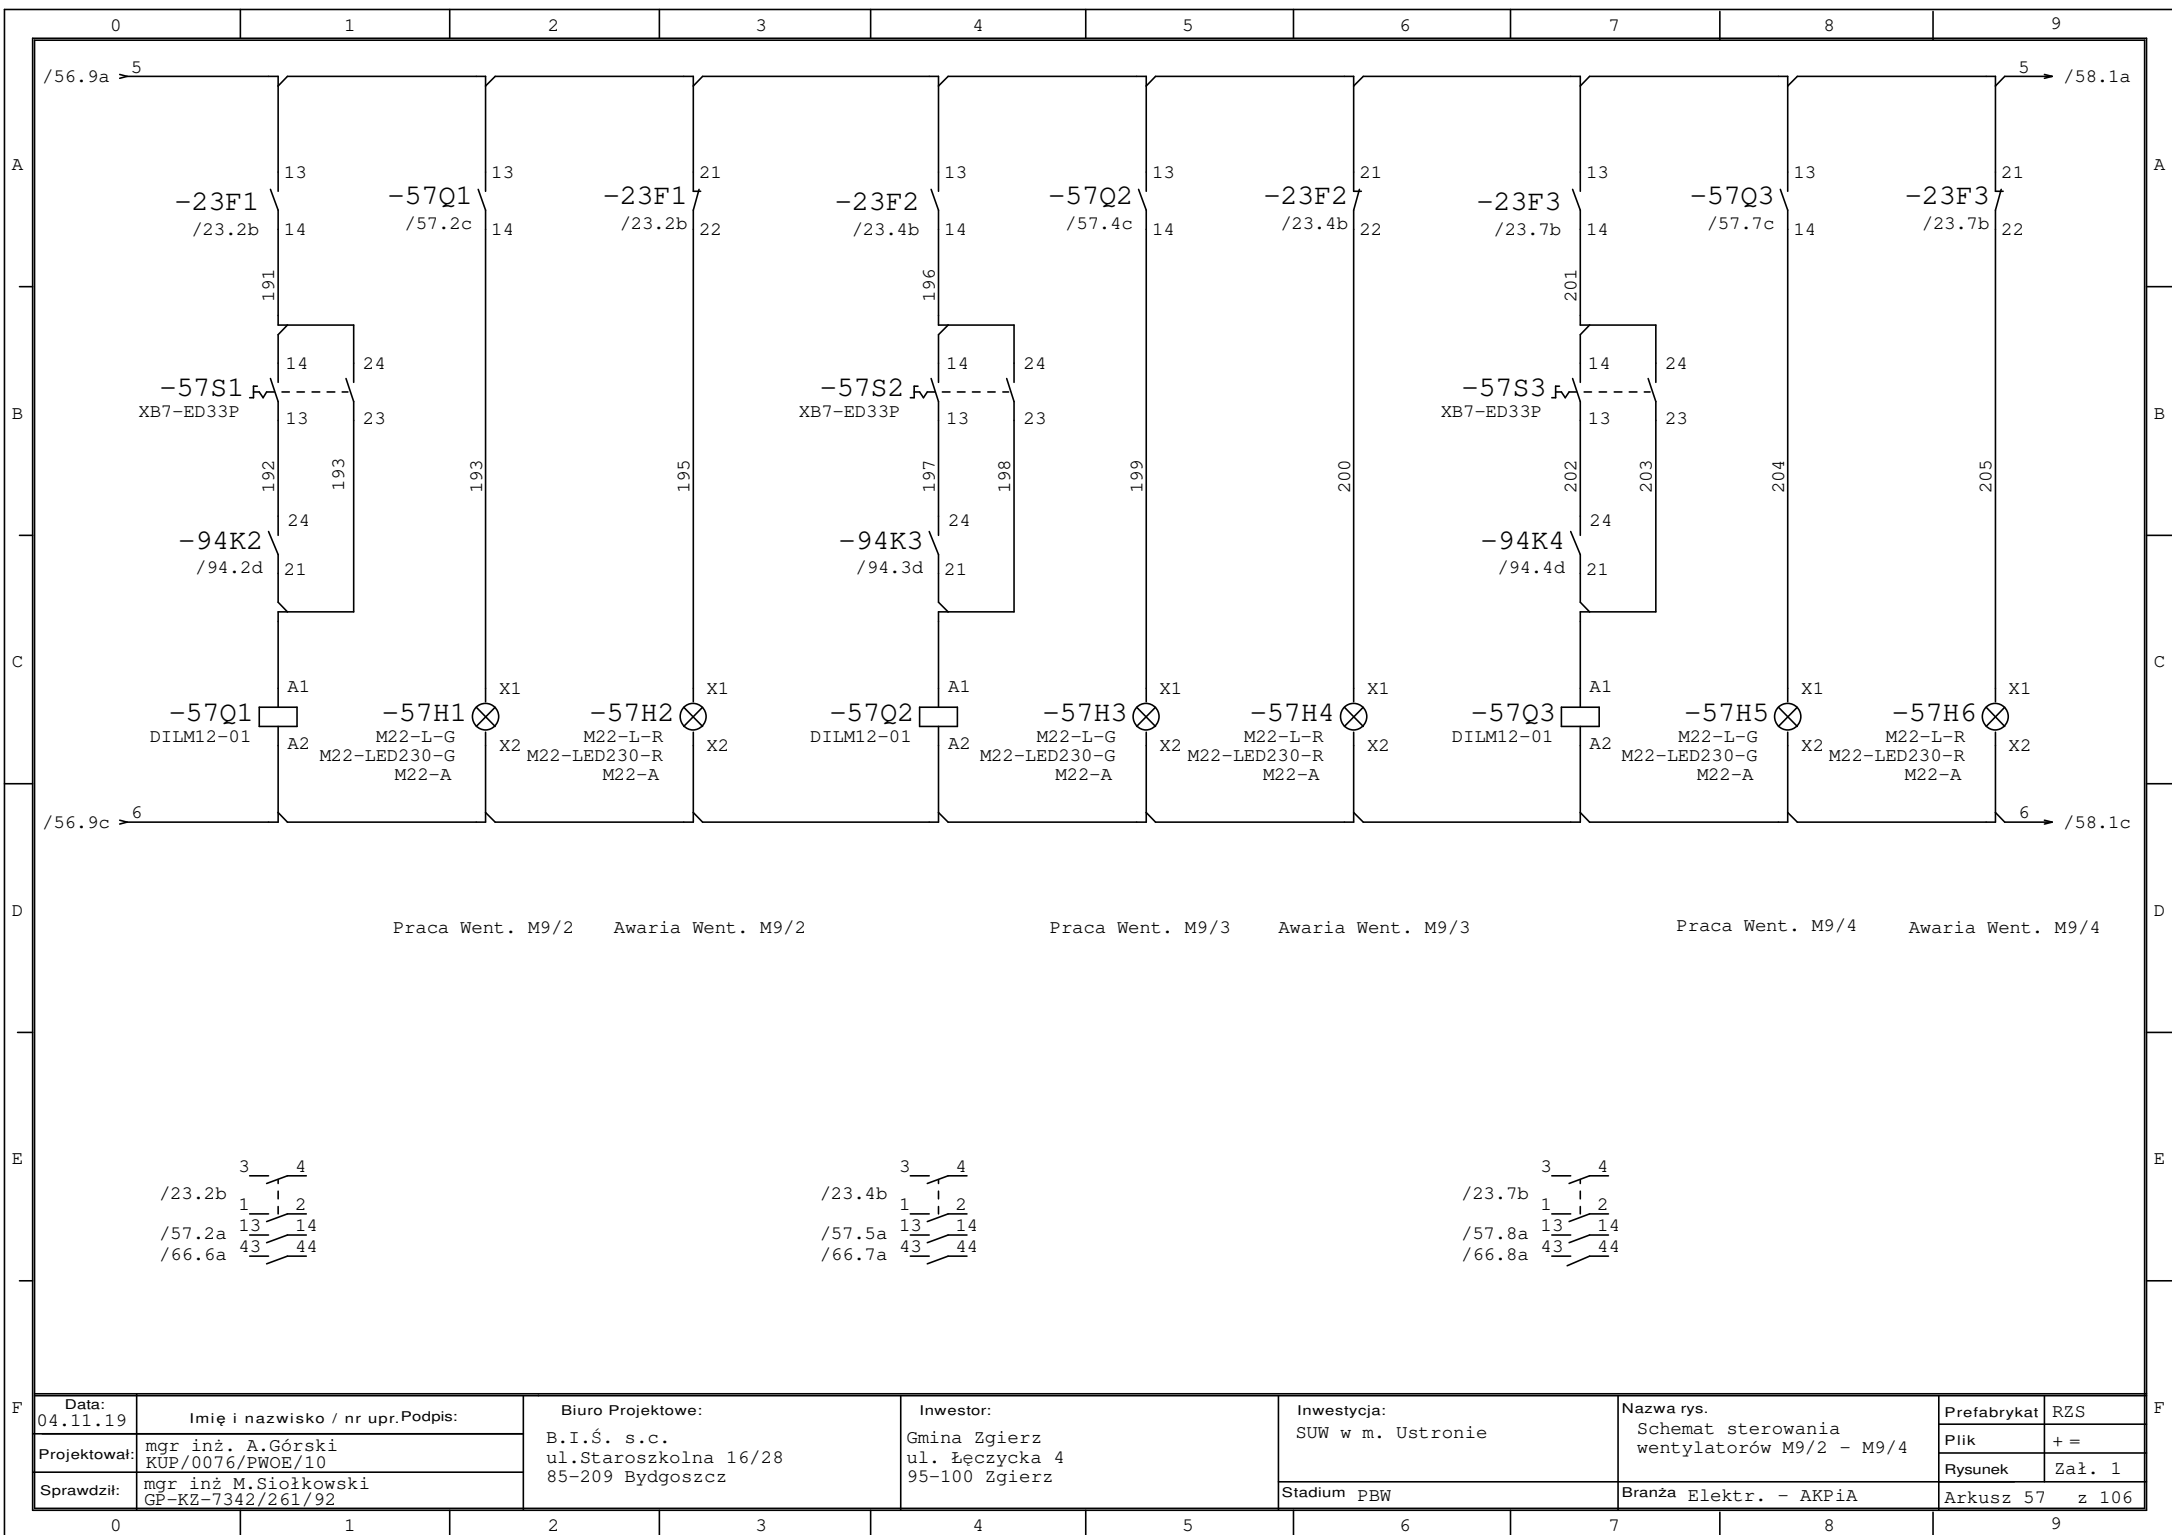 0 1 2 3 4 5 6 7 8 9
/56.9a 5 5 /58.1a
A A
13 13 21 13 13 21 13 13 21
-23F1 -57Q1 -23F1 -23F2 -57Q2 -23F2 -23F3 -57Q3 -23F3
/23.2b 14 /57.2c 14 /23.2b 22 /23.4b 14 /57.4c 14 /23.4b 22 /23.7b 14 /57.7c 14 /23.7b 22
191 196 201
14 24 14 24 14 24
-57S1 -57S2 -57S3
XB7-ED33P XB7-ED33P XB7-ED33P
B B
13 23 13 23 13 23
192 193 193 195 197 198 199 200 202 203 204 205
24 24 24
-94K2 -94K3 -94K4
/94.2d 21 /94.3d 21 /94.4d 21
C C
A1 X1 X1 A1 X1 X1 A1 X1 X1
-57Q1 -57H1 -57H2 -57Q2 -57H3 -57H4 -57Q3 -57H5 -57H6
DILM12-01 M22-L-G M22-L-R DILM12-01 M22-L-G M22-L-R DILM12-01 M22-L-G M22-L-R
A2 X2 X2 A2 X2 X2 A2 X2 X2
M22-LED230-G M22-LED230-R M22-LED230-G M22-LED230-R M22-LED230-G M22-LED230-R
M22-A M22-A M22-A M22-A M22-A M22-A
/56.9c 6 6 /58.1c
D D
Praca Went. M9/2 Awaria Went. M9/2 Praca Went. M9/3 Awaria Went. M9/3 Praca Went. M9/4 Awaria Went. M9/4
E E
3 4 3 4 3 4
/23.2b /23.4b /23.7b
1 2 1 2 1 2
/57.2a 13 14 /57.5a 13 14 /57.8a 13 14
/66.6a 43 44 /66.7a 43 44 /66.8a 43 44
F F
Data:
04.11.19
Imię i nazwisko / nr upr. Podpis:
Projektował:
mgr inż. A.Górski
KUP/0076/PWOE/10
Sprawdził:
mgr inż M.Siołkowski
GP-KZ-7342/261/92
Biuro Projektowe:
B.I.Ś. s.c.
ul.Staroszkolna 16/28
85-209 Bydgoszcz
Inwestor:
Gmina Zgierz
ul. Łęczycka 4
95-100 Zgierz
Inwestycja:
SUW w m. Ustronie
Stadium PBW
Nazwa rys.
Schemat sterowania
wentylatorów M9/2 - M9/4
Branża Elektr. - AKPiA
Prefabrykat RZS
Plik + =
Rysunek Zał. 1
Arkusz 57 z 106
0 1 2 3 4 5 6 7 8 9